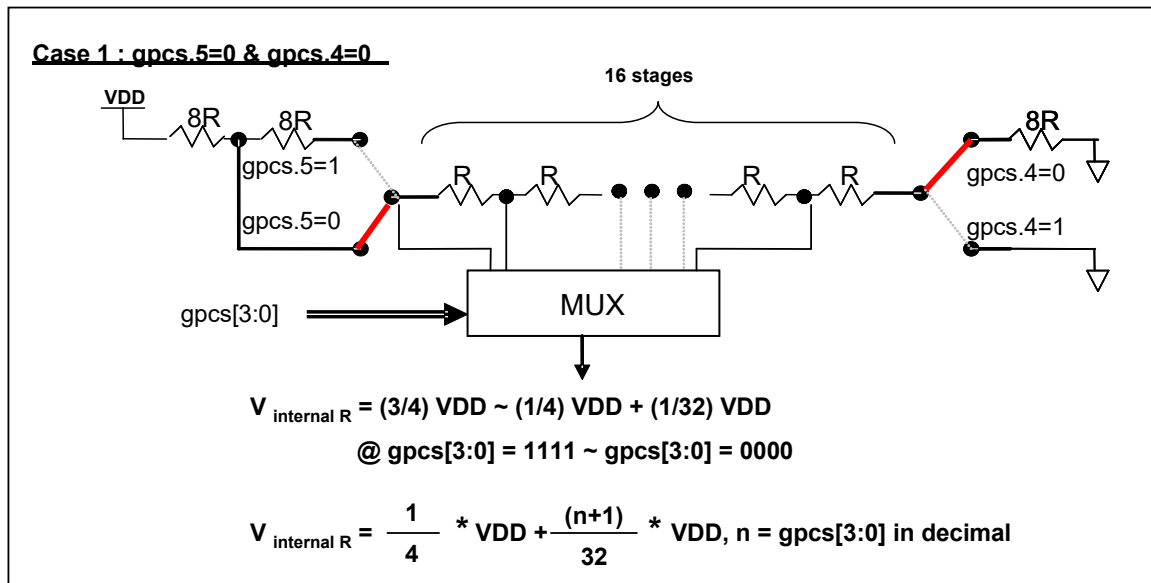 Case 1 : gpcs.5=0 & gpcs.4=0
16 stages
VDD
8R 8R 8R
gpcs.5=1
R R R R
gpcs.4=0
gpcs.5=0
gpcs.4=1
MUX
gpcs[3:0]
V internal R = (3/4) VDD ~ (1/4) VDD + (1/32) VDD
@ gpcs[3:0] = 1111 ~ gpcs[3:0] = 0000
V internal R = 1/4 * VDD + (n+1)/32 * VDD, n = gpcs[3:0] in decimal